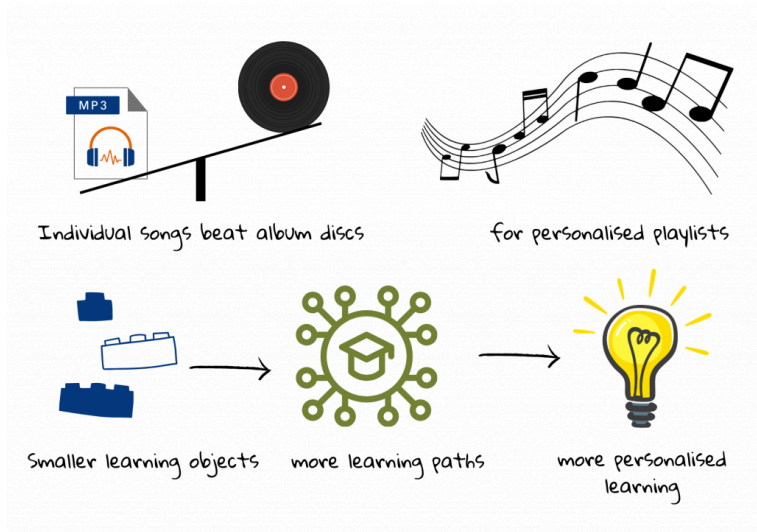 MP3
Individual songs beat album discs
for personalised playlists
Smaller learning objects
more learning paths
more personalised
learning